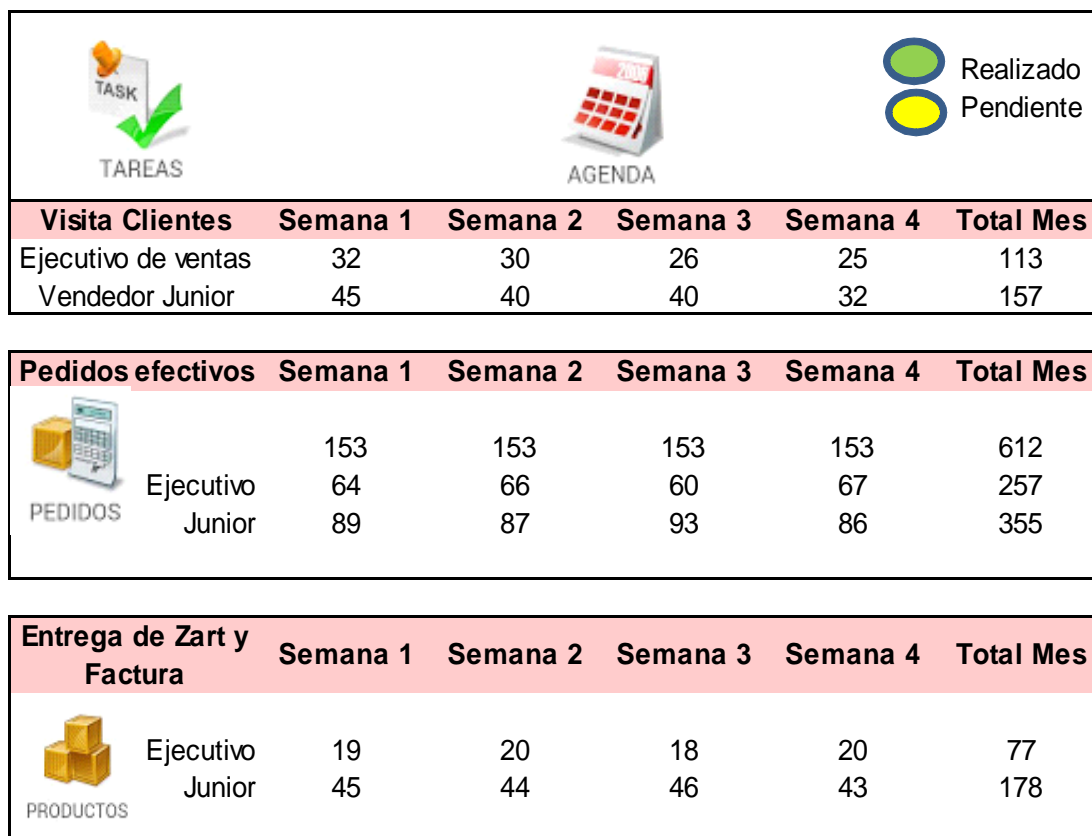 TASK
TAREAS
AGENDA
Realizado
Pendiente
Visita Clientes Semana 1 Semana 2 Semana 3 Semana 4 Total Mes
Ejecutivo de ventas 32 30 26 25 113
Vendedor Junior 45 40 40 32 157
Pedidos efectivos Semana 1 Semana 2 Semana 3 Semana 4 Total Mes
153 153 153 153 612
Ejecutivo 64 66 60 67 257
Junior 89 87 93 86 355
PEDIDOS
Entrega de Zart y
Factura Semana 1 Semana 2 Semana 3 Semana 4 Total Mes
Ejecutivo 19 20 18 20 77
Junior 45 44 46 43 178
PRODUCTOS